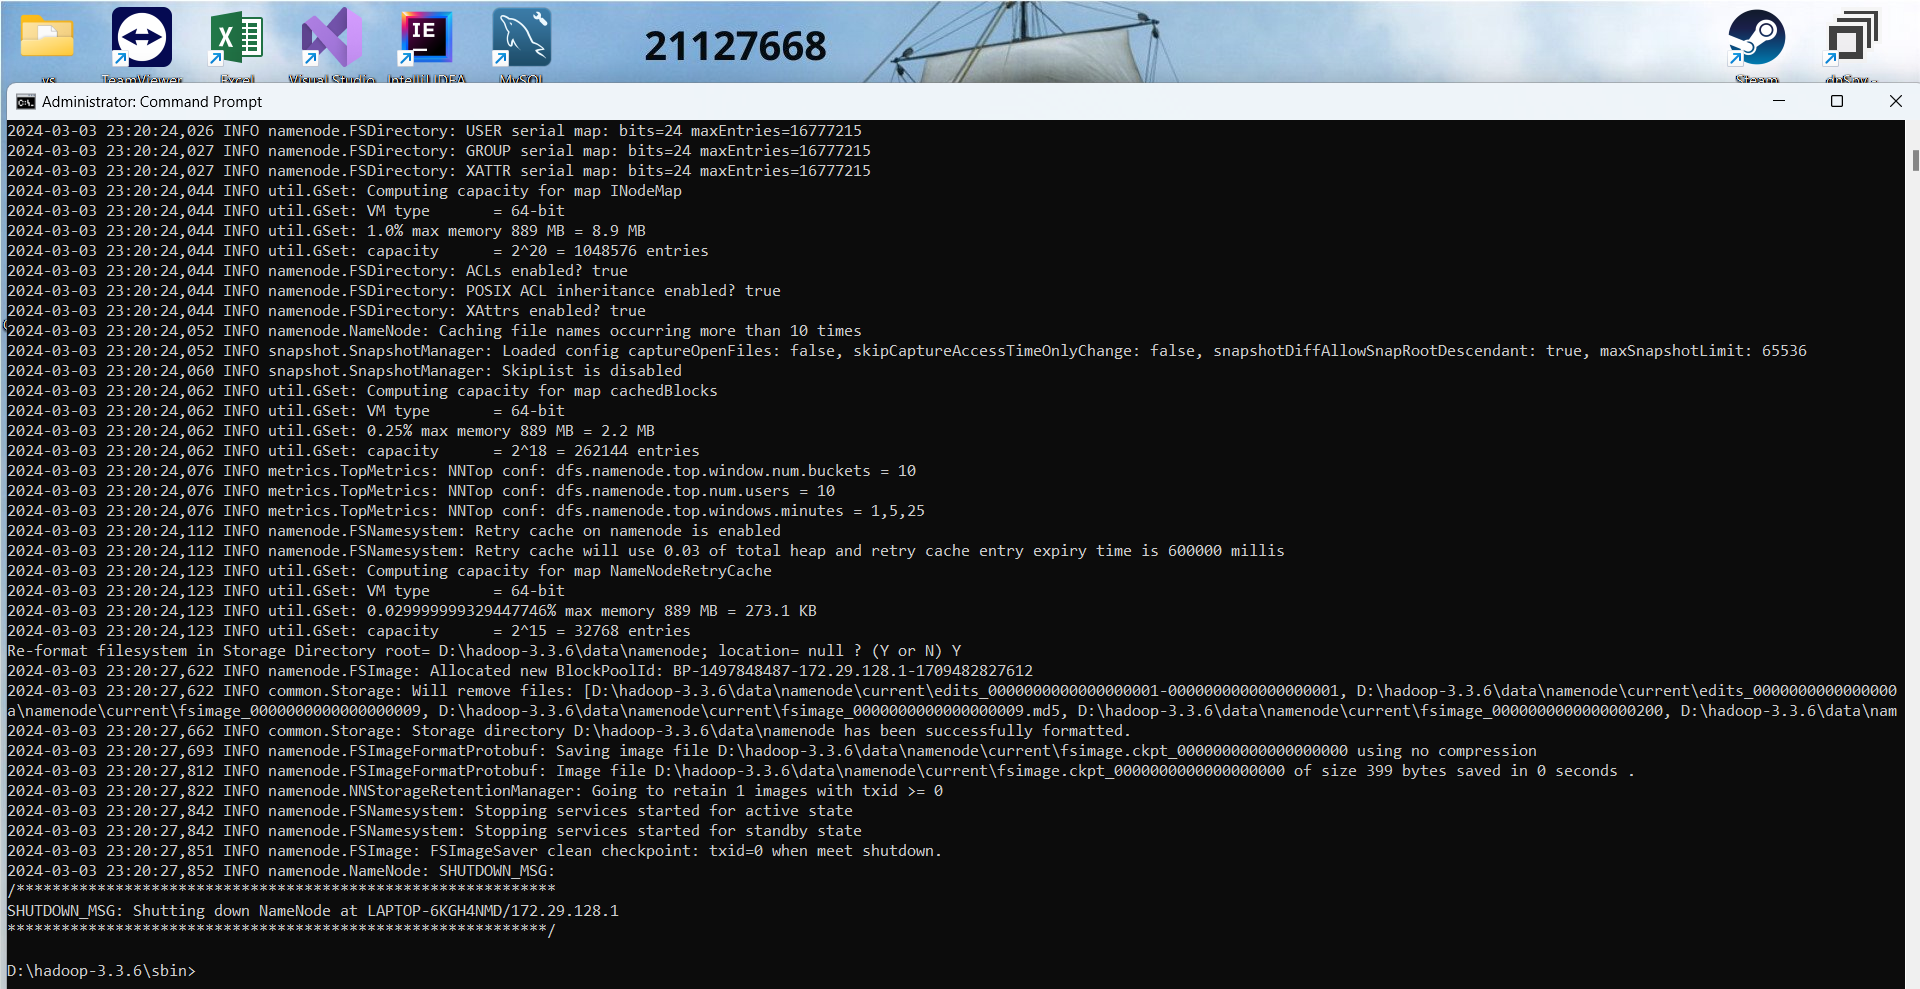 vs
TeamViewer
Excel
Visual Studio
IntelliJ IDEA
MySQL
21127668
Steam
dnSpy...
Administrator: Command Prompt
2024-03-03 23:20:24,026 INFO namenode.FSDirectory: USER serial map: bits=24 maxEntries=16777215
2024-03-03 23:20:24,027 INFO namenode.FSDirectory: GROUP serial map: bits=24 maxEntries=16777215
2024-03-03 23:20:24,027 INFO namenode.FSDirectory: XATTR serial map: bits=24 maxEntries=16777215
2024-03-03 23:20:24,044 INFO util.GSet: Computing capacity for map INodeMap
2024-03-03 23:20:24,044 INFO util.GSet: VM type       = 64-bit
2024-03-03 23:20:24,044 INFO util.GSet: 1.0% max memory 889 MB = 8.9 MB
2024-03-03 23:20:24,044 INFO util.GSet: capacity      = 2^20 = 1048576 entries
2024-03-03 23:20:24,044 INFO namenode.FSDirectory: ACLs enabled? true
2024-03-03 23:20:24,044 INFO namenode.FSDirectory: POSIX ACL inheritance enabled? true
2024-03-03 23:20:24,044 INFO namenode.FSDirectory: XAttrs enabled? true
2024-03-03 23:20:24,052 INFO namenode.NameNode: Caching file names occurring more than 10 times
2024-03-03 23:20:24,052 INFO snapshot.SnapshotManager: Loaded config captureOpenFiles: false, skipCaptureAccessTimeOnlyChange: false, snapshotDiffAllowSnapRootDescendant: true, maxSnapshotLimit: 65536
2024-03-03 23:20:24,060 INFO snapshot.SnapshotManager: SkipList is disabled
2024-03-03 23:20:24,062 INFO util.GSet: Computing capacity for map cachedBlocks
2024-03-03 23:20:24,062 INFO util.GSet: VM type       = 64-bit
2024-03-03 23:20:24,062 INFO util.GSet: 0.25% max memory 889 MB = 2.2 MB
2024-03-03 23:20:24,062 INFO util.GSet: capacity      = 2^18 = 262144 entries
2024-03-03 23:20:24,076 INFO metrics.TopMetrics: NNTop conf: dfs.namenode.top.window.num.buckets = 10
2024-03-03 23:20:24,076 INFO metrics.TopMetrics: NNTop conf: dfs.namenode.top.num.users = 10
2024-03-03 23:20:24,076 INFO metrics.TopMetrics: NNTop conf: dfs.namenode.top.windows.minutes = 1,5,25
2024-03-03 23:20:24,112 INFO namenode.FSNamesystem: Retry cache on namenode is enabled
2024-03-03 23:20:24,112 INFO namenode.FSNamesystem: Retry cache will use 0.03 of total heap and retry cache entry expiry time is 600000 millis
2024-03-03 23:20:24,123 INFO util.GSet: Computing capacity for map NameNodeRetryCache
2024-03-03 23:20:24,123 INFO util.GSet: VM type       = 64-bit
2024-03-03 23:20:24,123 INFO util.GSet: 0.029999999329447746% max memory 889 MB = 273.1 KB
2024-03-03 23:20:24,123 INFO util.GSet: capacity      = 2^15 = 32768 entries
Re-format filesystem in Storage Directory root= D:\hadoop-3.3.6\data\namenode; location= null ? (Y or N) Y
2024-03-03 23:20:27,622 INFO namenode.FSImage: Allocated new BlockPoolId: BP-1497848487-172.29.128.1-1709482827612
2024-03-03 23:20:27,622 INFO common.Storage: Will remove files: [D:\hadoop-3.3.6\data\namenode\current\edits_0000000000000000001-0000000000000000001, D:\hadoop-3.3.6\data\namenode\current\edits_0000000000000000
a\namenode\current\fsimage_0000000000000000009, D:\hadoop-3.3.6\data\namenode\current\fsimage_0000000000000000009.md5, D:\hadoop-3.3.6\data\namenode\current\fsimage_0000000000000000200, D:\hadoop-3.3.6\data\nam
2024-03-03 23:20:27,662 INFO common.Storage: Storage directory D:\hadoop-3.3.6\data\namenode has been successfully formatted.
2024-03-03 23:20:27,693 INFO namenode.FSImageFormatProtobuf: Saving image file D:\hadoop-3.3.6\data\namenode\current\fsimage.ckpt_0000000000000000000 using no compression
2024-03-03 23:20:27,812 INFO namenode.FSImageFormatProtobuf: Image file D:\hadoop-3.3.6\data\namenode\current\fsimage.ckpt_0000000000000000000 of size 399 bytes saved in 0 seconds .
2024-03-03 23:20:27,822 INFO namenode.NNStorageRetentionManager: Going to retain 1 images with txid >= 0
2024-03-03 23:20:27,842 INFO namenode.FSNamesystem: Stopping services started for active state
2024-03-03 23:20:27,842 INFO namenode.FSNamesystem: Stopping services started for standby state
2024-03-03 23:20:27,851 INFO namenode.FSImage: FSImageSaver clean checkpoint: txid=0 when meet shutdown.
2024-03-03 23:20:27,852 INFO namenode.NameNode: SHUTDOWN_MSG:
/************************************************************
SHUTDOWN_MSG: Shutting down NameNode at LAPTOP-6KGH4NMD/172.29.128.1
************************************************************/
D:\hadoop-3.3.6\sbin>